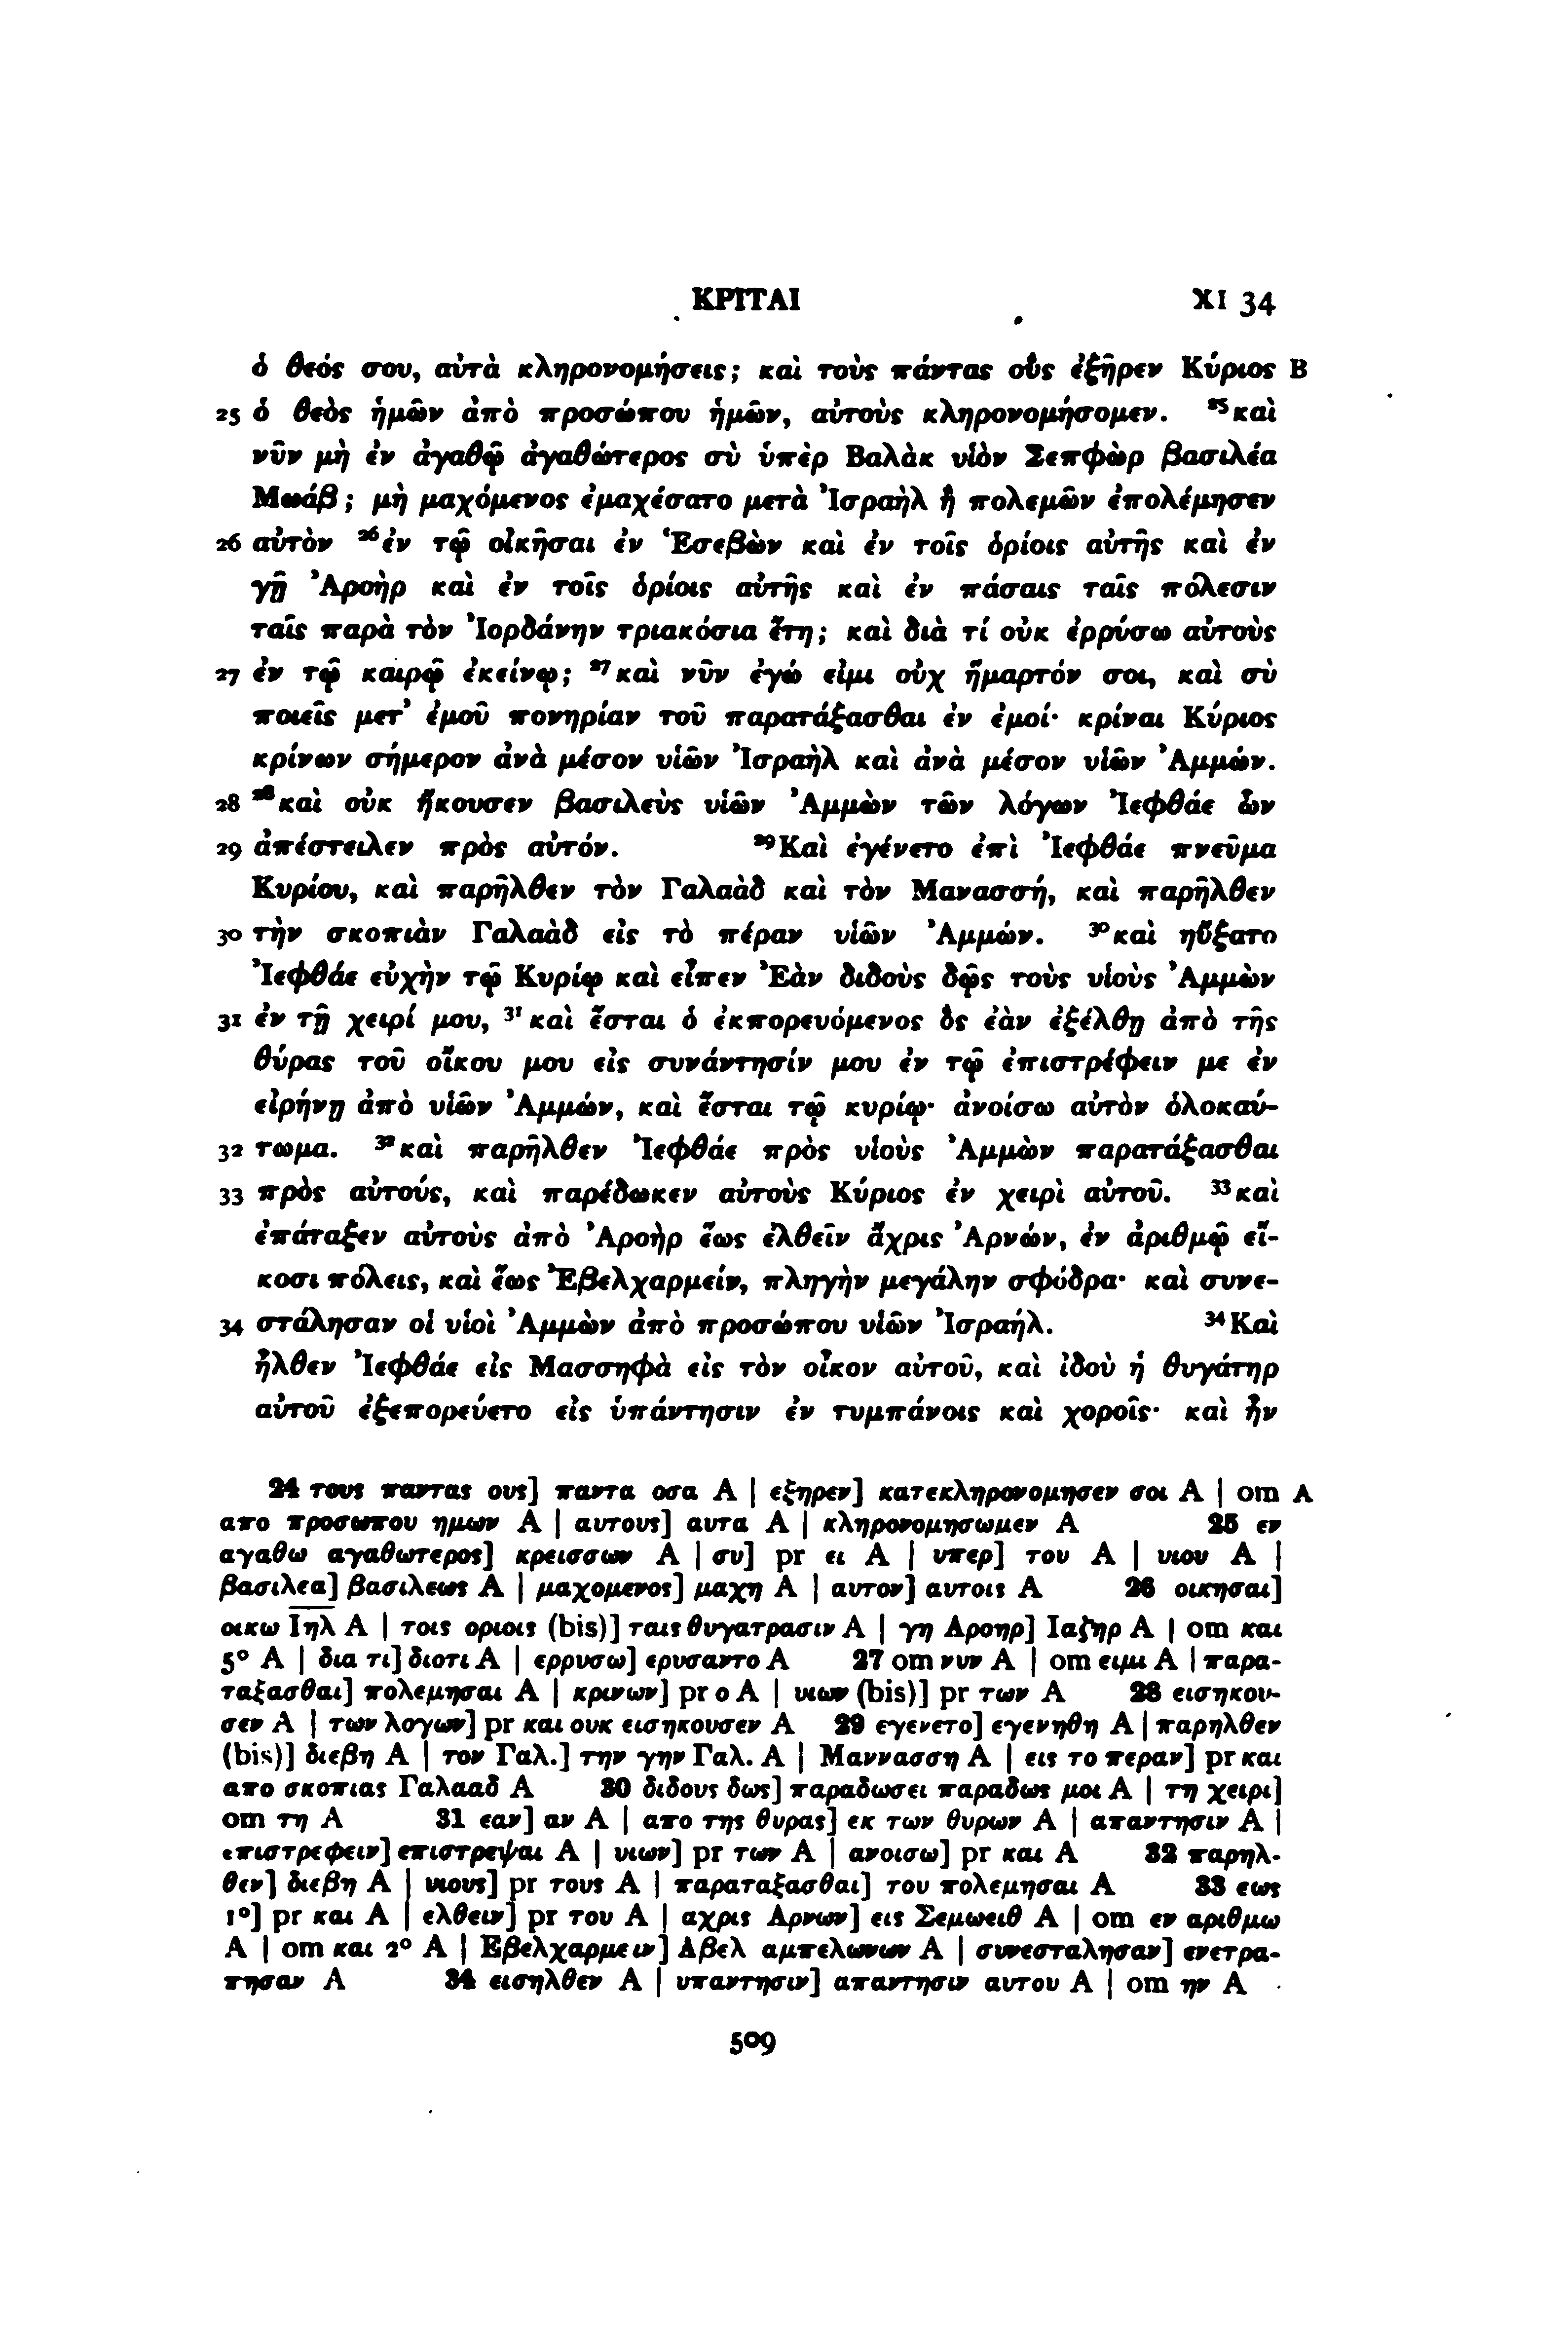 ΚΡΙΤΑΙ XI 34
ὁ θεός σου, αὐτὰ κληρονομήσεις; καὶ τοὺς πάντας οὓς ἐξῆρεν Κύριος B
25 ὁ θεὸς ἡμῶν ἀπὸ προσώπου ἡμῶν, αὐτοὺς κληρονομήσομεν. ²⁵καὶ
νῦν μὴ ἐν ἀγαθῷ ἀγαθώτερος σὺ ὑπὲρ Βαλὰκ υἱὸν Σεπφὼρ βασιλέα
Μωάβ; μὴ μαχόμενος ἐμαχέσατο μετὰ Ἰσραὴλ ἢ πολεμῶν ἐπολέμησεν
26 αὐτὸν ²⁶ἐν τῷ οἰκῆσαι ἐν Ἑσεβὼν καὶ ἐν τοῖς ὁρίοις αὐτῆς καὶ ἐν
γῇ Ἀροὴρ καὶ ἐν τοῖς ὁρίοις αὐτῆς καὶ ἐν πάσαις ταῖς πόλεσιν
ταῖς παρὰ τὸν Ἰορδάνην τριακόσια ἔτη; καὶ διὰ τί οὐκ ἐρρύσω αὐτοὺς
27 ἐν τῷ καιρῷ ἐκείνῳ; ²⁷καὶ νῦν ἐγώ εἰμι οὐχ ἥμαρτόν σοι, καὶ σὺ
ποιεῖς μετ' ἐμοῦ πονηρίαν τοῦ παρατάξασθαι ἐν ἐμοί· κρίναι Κύριος
κρίνων σήμερον ἀνὰ μέσον υἱῶν Ἰσραὴλ καὶ ἀνὰ μέσον υἱῶν Ἀμμών.
28 ²⁸καὶ οὐκ ἤκουσεν βασιλεὺς υἱῶν Ἀμμὼν τῶν λόγων Ἰεφθάε ὧν
29 ἀπέστειλεν πρὸς αὐτόν. ²⁹Καὶ ἐγένετο ἐπὶ Ἰεφθάε πνεῦμα
Κυρίου, καὶ παρῆλθεν τὸν Γαλαὰδ καὶ τὸν Μανασσή, καὶ παρῆλθεν
30 τὴν σκοπιὰν Γαλαὰδ εἰς τὸ πέραν υἱῶν Ἀμμών. ³⁰καὶ ηὔξατο
Ἰεφθάε εὐχὴν τῷ Κυρίῳ καὶ εἶπεν Ἐὰν διδοὺς δῷς τοὺς υἱοὺς Ἀμμὼν
31 ἐν τῇ χειρί μου, ³¹καὶ ἔσται ὁ ἐκπορευόμενος ὃς ἐὰν ἐξέλθῃ ἀπὸ τῆς
θύρας τοῦ οἴκου μου εἰς συνάντησίν μου ἐν τῷ ἐπιστρέφειν με ἐν
εἰρήνῃ ἀπὸ υἱῶν Ἀμμών, καὶ ἔσται τῷ κυρίῳ· ἀνοίσω αὐτὸν ὁλοκαύ-
32 τωμα. ³²καὶ παρῆλθεν Ἰεφθάε πρὸς υἱοὺς Ἀμμὼν παρατάξασθαι
33 πρὸς αὐτούς, καὶ παρέδωκεν αὐτοὺς Κύριος ἐν χειρὶ αὐτοῦ. ³³καὶ
ἐπάταξεν αὐτοὺς ἀπὸ Ἀροὴρ ἕως ἐλθεῖν ἄχρις Ἀρνών, ἐν ἀριθμῷ εἴ-
κοσι πόλεις, καὶ ἕως Ἐβελχαρμείν, πληγὴν μεγάλην σφόδρα· καὶ συνε-
34 στάλησαν οἱ υἱοὶ Ἀμμὼν ἀπὸ προσώπου υἱῶν Ἰσραήλ. ³⁴Καὶ
ἦλθεν Ἰεφθάε εἰς Μασσηφὰ εἰς τὸν οἶκον αὐτοῦ, καὶ ἰδοὺ ἡ θυγάτηρ
αὐτοῦ ἐξεπορεύετο εἰς ὑπάντησιν ἐν τυμπάνοις καὶ χοροῖς· καὶ ἦν
24 τους παντας ους] παντα οσα A | εξηρεν] κατεκληρονομησεν σοι A | om A
απο προσωπου ημων A | αυτους] αυτα A | κληρονομησωμεν A 25 εν
αγαθω αγαθωτερος] κρεισσων A | συ] pr ει A | υπερ] του A | υιου A |
βασιλεα] βασιλεως A | μαχομενος] μαχη A | αυτον] αυτοις A 26 οικησαι]
οικω Ιηλ A | τοις οριοις (bis)] ταις θυγατρασιν A | γη Αροηρ] Ιαζηρ A | om και
5° A | δια τι] διοτι A | ερρυσω] ερυσαντο A 27 om νυν A | om ειμι A | παρα-
ταξασθαι] πολεμησαι A | κρινων] pr ο A | υιων (bis)] pr των A 28 εισηκου-
σεν A | των λογων] pr και ουκ εισηκουσεν A 29 εγενετο] εγενηθη A | παρηλθεν
(bis)] διεβη A | τον Γαλ.] την γην Γαλ. A | Μαννασση A | εις το περαν] pr και
απο σκοπιας Γαλααδ A 30 διδους δως] παραδωσει παραδως μοι A | τη χειρι]
om τη A 31 εαν] αν A | απο της θυρας] εκ των θυρων A | απαντησιν A |
επιστρεφειν] επιστρεψαι A | υιων] pr των A | ανοισω] pr και A 32 παρηλ-
θεν] διεβη A | υιους] pr τους A | παραταξασθαι] του πολεμησαι A 33 εως
1°] pr και A | ελθειν] pr του A | αχρις Αρνων] εις Σεμωειθ A | om εν αριθμω
A | om και 2° A | Εβελχαρμειν] Αβελ αμπελωνων A | συνεσταλησαν] ενετρα-
πησαν A 34 εισηλθεν A | υπαντησιν] απαντησιν αυτου A | om ην A
509